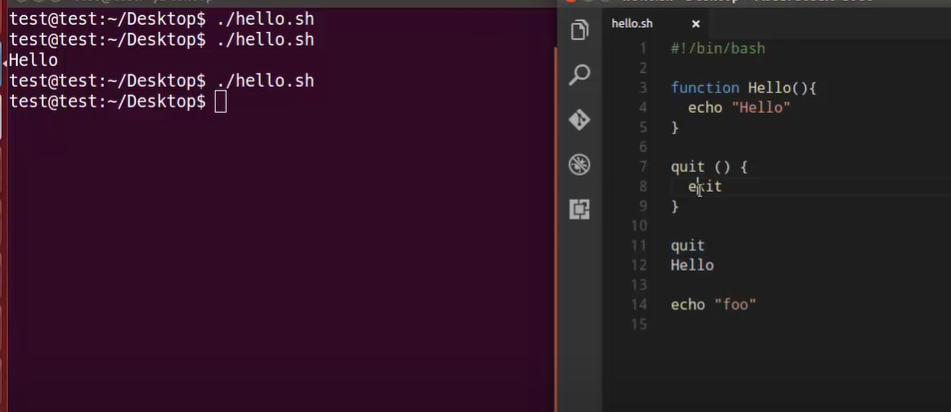 test@test:~/Desktop$ ./hello.sh
test@test:~/Desktop$ ./hello.sh
Hello
test@test:~/Desktop$ ./hello.sh
test@test:~/Desktop$
hello.sh ×
1 #!/bin/bash
2
3 function Hello(){
4 echo "Hello"
5 }
6
7 quit () {
8 exit
9 }
10
11 quit
12 Hello
13
14 echo "foo"
15